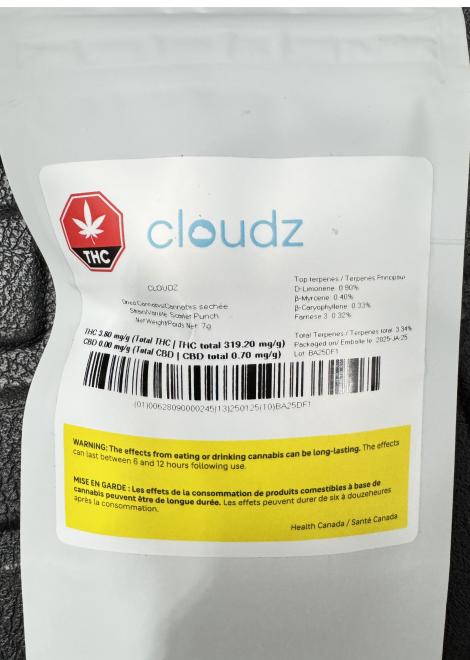 THC
cloudz
CLOUDZ
Dried Cannabis/Cannabis séchée
Strain/Variété: Scooter Punch
Net Weight/Poids Net: 7g
THC 3.80 mg/g (Total THC | THC total 319.20 mg/g)
CBD 0.00 mg/g (Total CBD | CBD total 0.70 mg/g)
Top terpenes / Terpènes Principaux
D-Limonene: 0.80%
β-Myrcene: 0.40%
β-Caryophyllene: 0.33%
Farnese 3: 0.32%
Total Terpenes / Terpènes total: 3.34%
Packaged on/ Emballé le: 2025-JA-25
Lot: BA25DF1
(01)00628090000245(13)250125(10)BA25DF1
WARNING: The effects from eating or drinking cannabis can be long-lasting. The effects
can last between 6 and 12 hours following use.
MISE EN GARDE : Les effets de la consommation de produits comestibles à base de
cannabis peuvent être de longue durée. Les effets peuvent durer de six à douzeheures
après la consommation.
Health Canada / Santé Canada